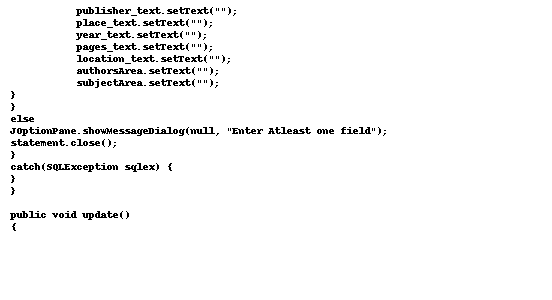 publisher_text.setText("");
place_text.setText("");
year_text.setText("");
pages_text.setText("");
location_text.setText("");
authorsArea.setText("");
subjectArea.setText("");
}
}
else
JOptionPane.showMessageDialog(null, "Enter Atleast one field");
statement.close();
}
catch(SQLException sqlex) {
}
}
public void update()
{